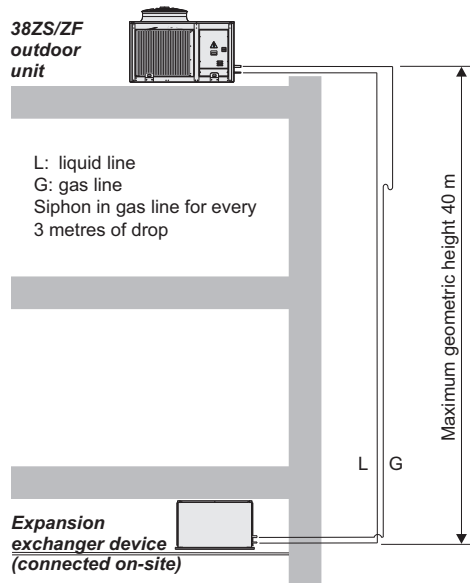 38ZS/ZF
outdoor
unit
L: liquid line
G: gas line
Siphon in gas line for every
3 metres of drop
Maximum geometric height 40 m
L G
Expansion
exchanger device
(connected on-site)